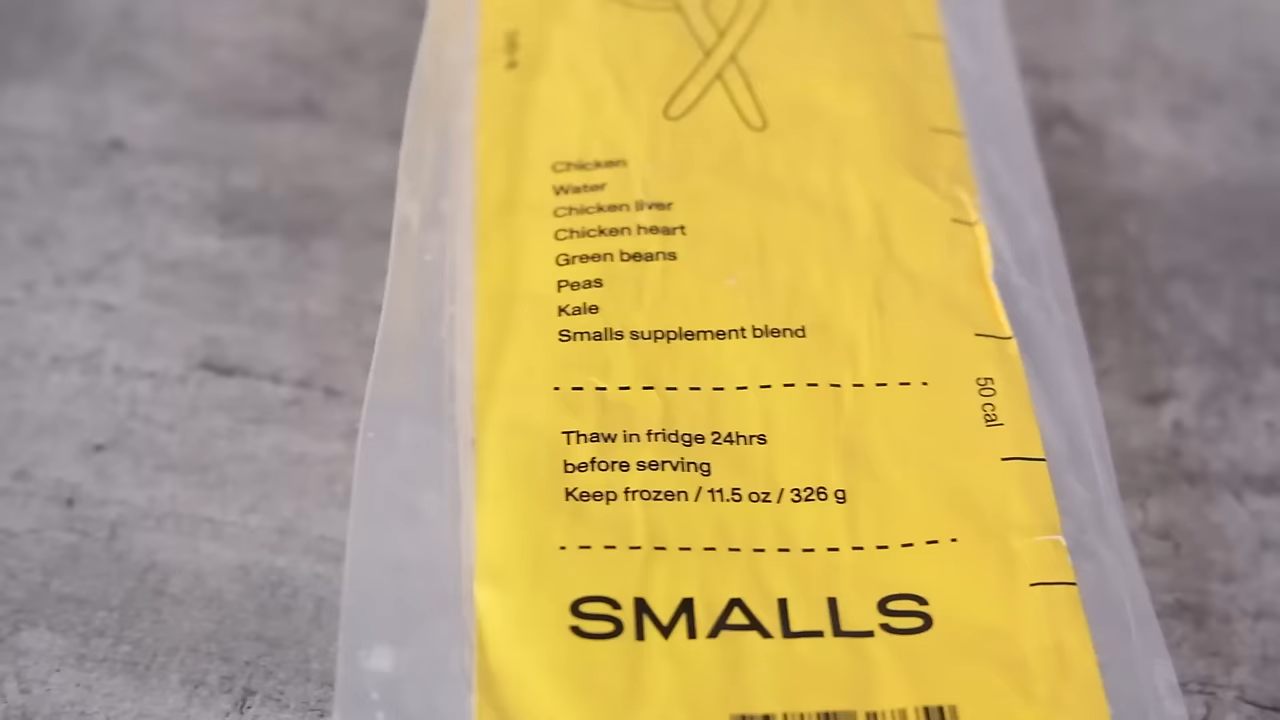 Chicken
Water
Chicken liver
Chicken heart
Green beans
Peas
Kale
Smalls supplement blend
50 cal
Thaw in fridge 24hrs
before serving
Keep frozen / 11.5 oz / 326 g
SMALLS